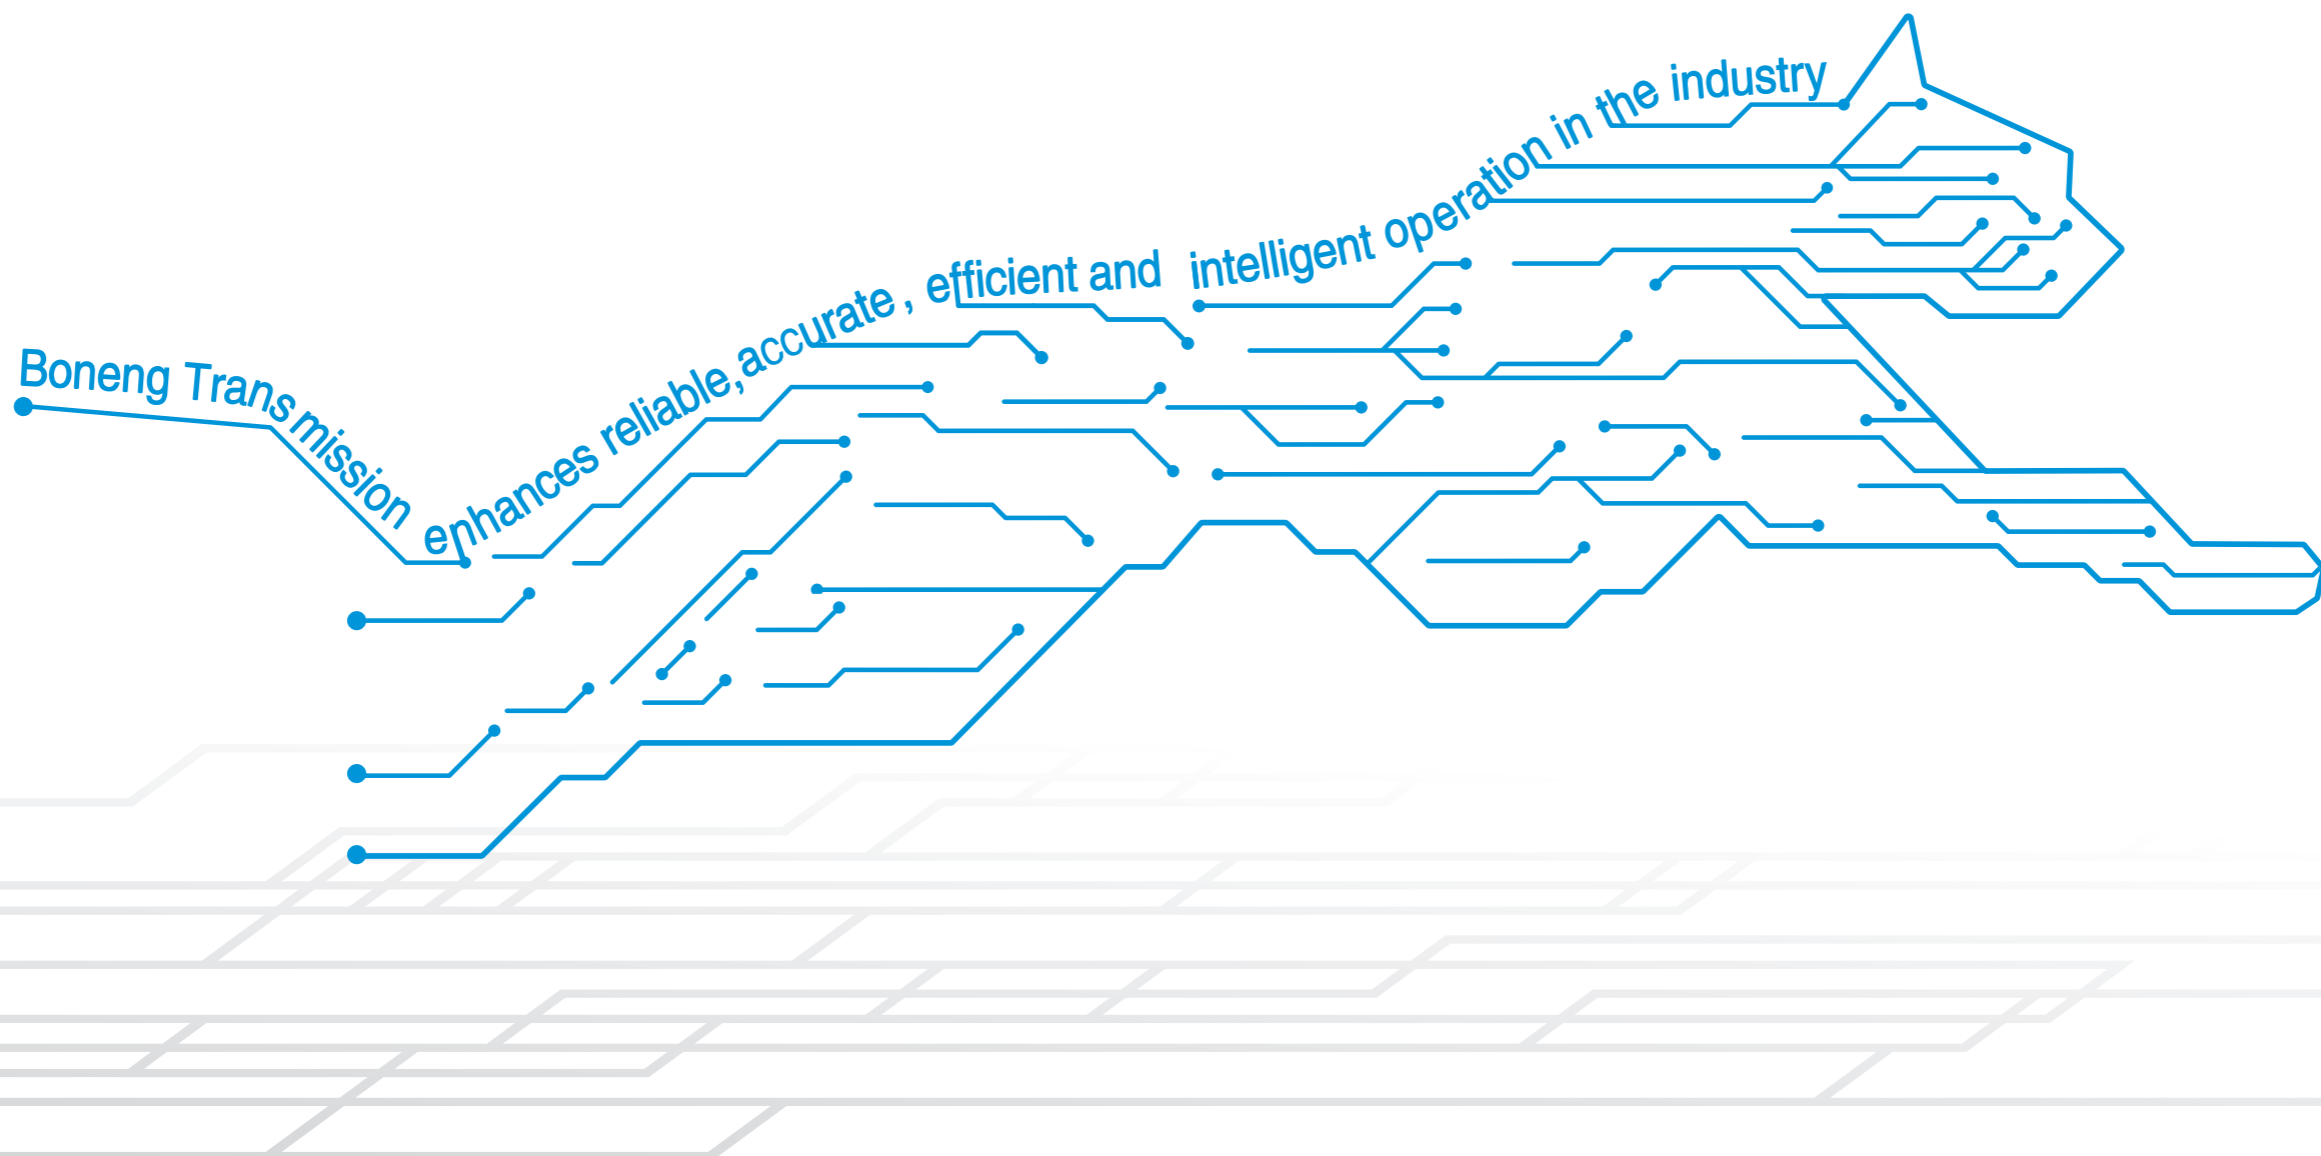 Boneng Transmission enhances reliable, accurate, efficient and intelligent operation in the industry